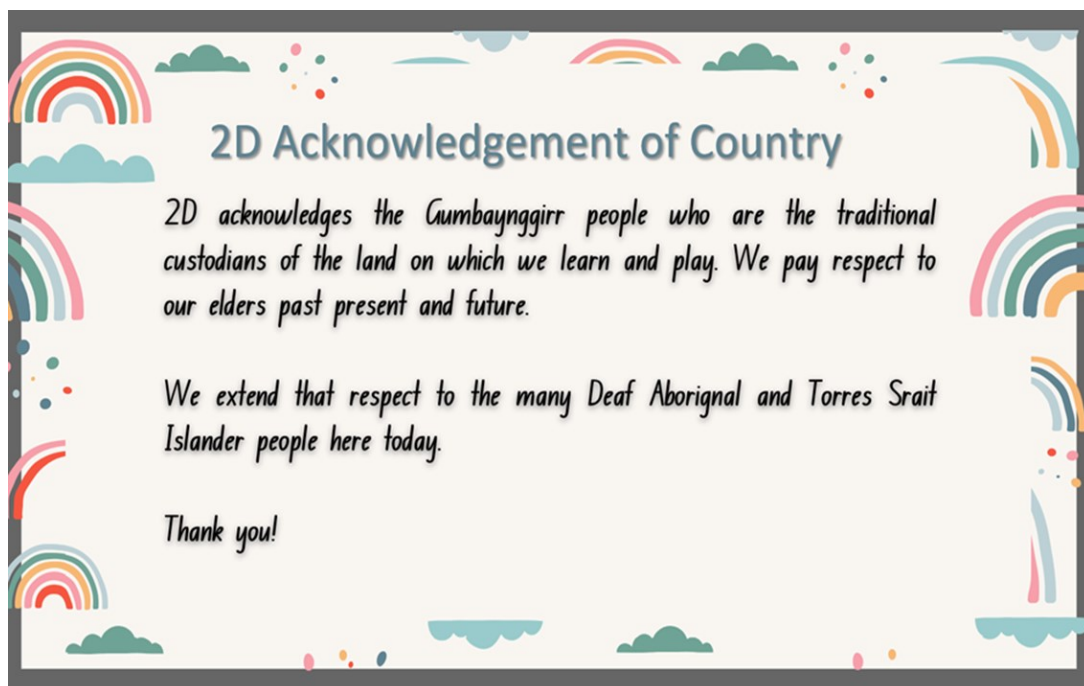 2D Acknowledgement of Country
2D acknowledges the Gumbaynggirr people who are the traditional
custodians of the land on which we learn and play. We pay respect to
our elders past present and future.
We extend that respect to the many Deaf Aborignal and Torres Srait
Islander people here today.
Thank you!